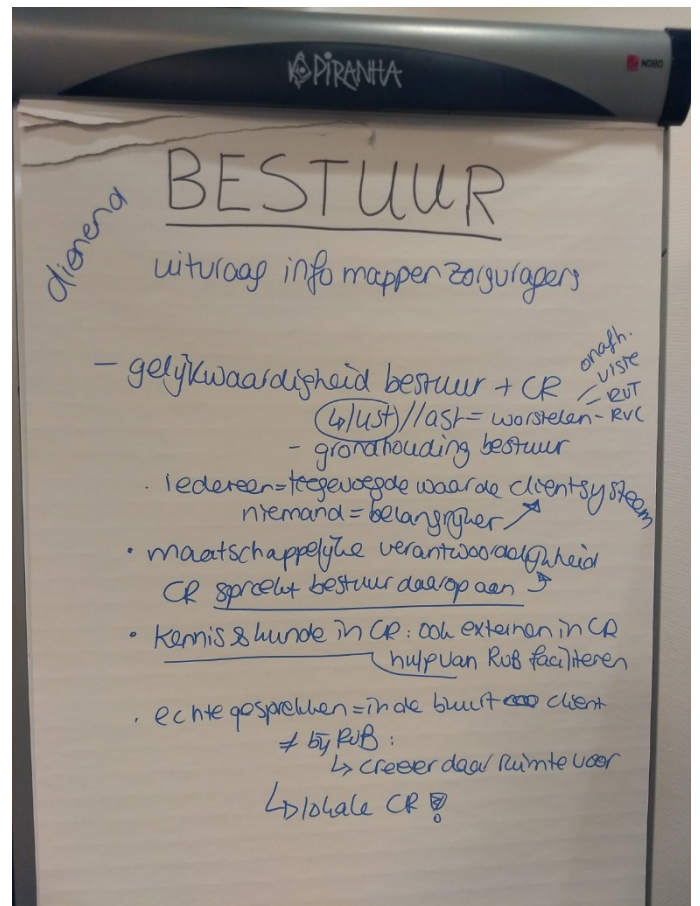 PIRANHA
NOBO
BESTUUR
dienend
uitvraag info mappen zorgvragers
- gelijkwaardigheid bestuur + CR
onafh.
visie
RVT
↳ lust // last = worstelen - RVC
- grondhouding bestuur
· iedereen = toegevoegde waarde clientsysteem
niemand = belangrijker
• maatschappelijke verantwoordelijkheid
CR spreekt bestuur daarop aan
• kennis & kunde in CR : ook externen in CR
hulp van RvB faciliteren
· echte gesprekken = in de buurt client
≠ bij RvB :
↳ creëer daar ruimte voor
↳ lokale CR !